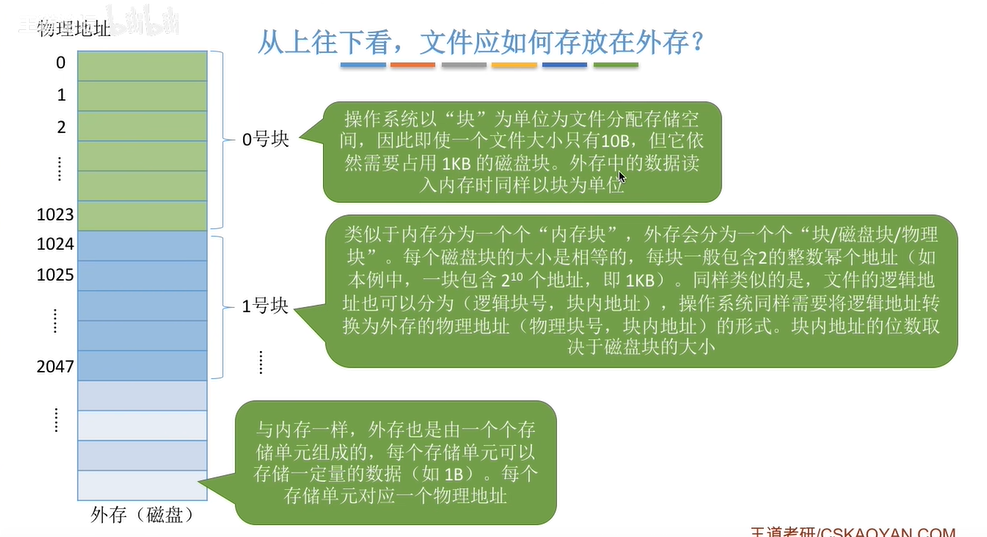 物理地址
从上往下看，文件应如何存放在外存？
0
1
2
……
1023
1024
1025
……
2047
……
外存（磁盘）
0号块
1号块
……
操作系统以“块”为单位为文件分配存储空
间，因此即使一个文件大小只有10B，但它依
然需要占用 1KB 的磁盘块。外存中的数据读
入内存时同样以块为单位
类似于内存分为一个个“内存块”，外存会分为一个个“块/磁盘块/物理
块”。每个磁盘块的大小是相等的，每块一般包含2的整数幂个地址（如
本例中，一块包含 2¹⁰ 个地址，即 1KB）。同样类似的是，文件的逻辑地
址也可以分为（逻辑块号，块内地址），操作系统同样需要将逻辑地址转
换为外存的物理地址（物理块号，块内地址）的形式。块内地址的位数取
决于磁盘块的大小
与内存一样，外存也是由一个个存
储单元组成的，每个存储单元可以
存储一定量的数据（如 1B）。每个
存储单元对应一个物理地址
王道考研/CSKAOYAN.COM